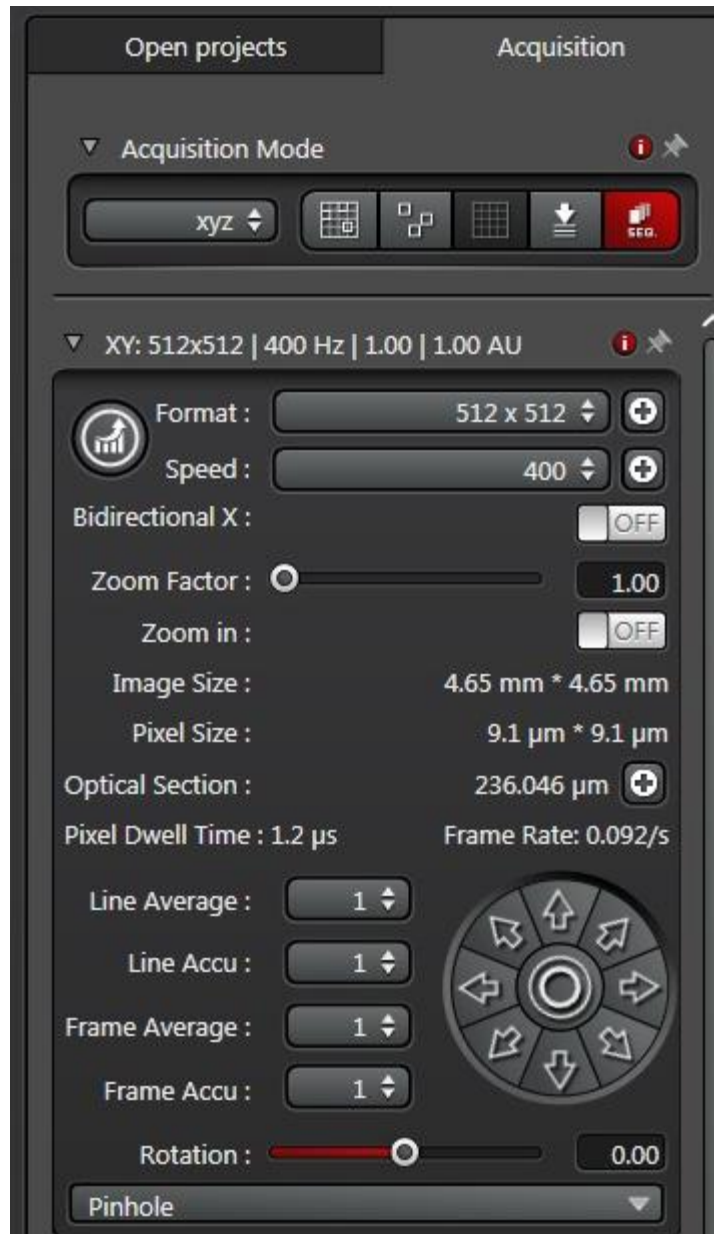 Open projects Acquisition
Acquisition Mode
xyz SEQ.
XY: 512x512 | 400 Hz | 1.00 | 1.00 AU
Format : 512 x 512
Speed : 400
Bidirectional X : OFF
Zoom Factor : 1.00
Zoom in : OFF
Image Size : 4.65 mm * 4.65 mm
Pixel Size : 9.1 µm * 9.1 µm
Optical Section : 236.046 µm
Pixel Dwell Time : 1.2 µs Frame Rate: 0.092/s
Line Average : 1
Line Accu : 1
Frame Average : 1
Frame Accu : 1
Rotation : 0.00
Pinhole